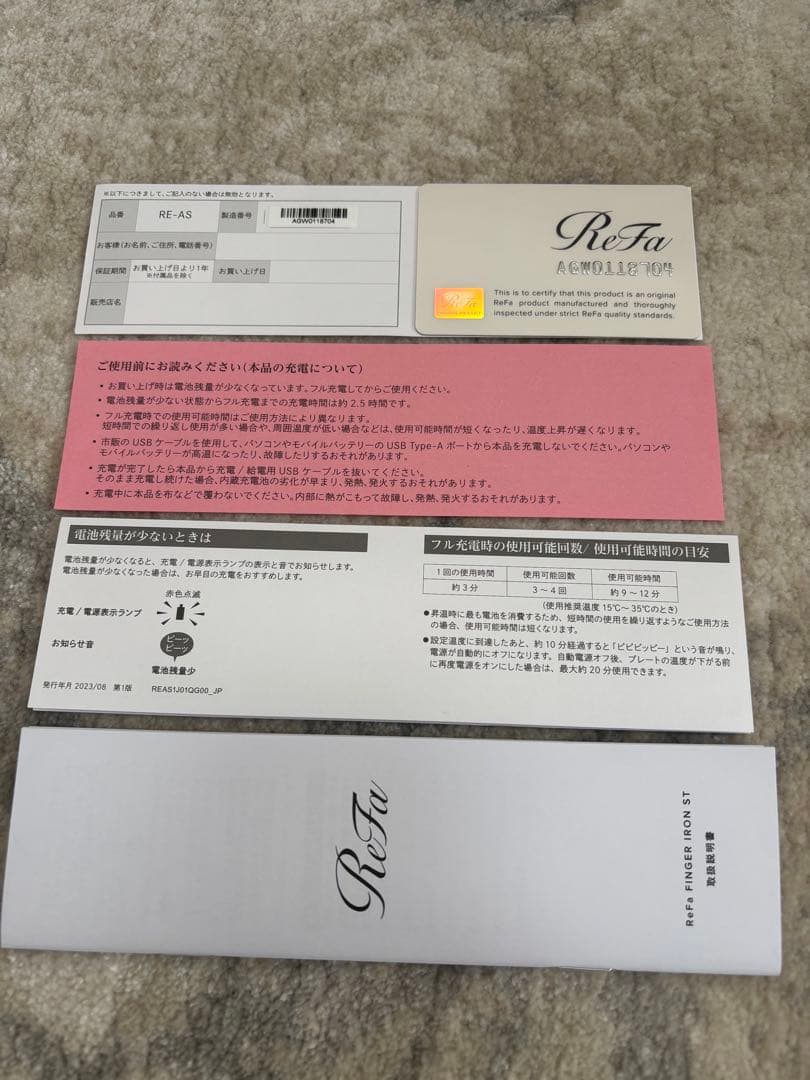 ※以下につきまして、ご記入のない場合は無効となります。
品番 RE-AS 製造番号 AGW0118704
お客様（お名前、ご住所、電話番号）
保証期間 お買い上げ日より1年 ※付属品を除く お買い上げ日
販売店名
ReFa
AGW0118704
ReFa
This is to certify that this product is an original
ReFa product manufactured and thoroughly
inspected under strict ReFa quality standards.
ご使用前にお読みください（本品の充電について）
• お買い上げ時は電池残量が少なくなっています。フル充電してからご使用ください。
• 電池残量が少ない状態からフル充電までの充電時間は約2.5時間です。
• フル充電時での使用可能時間はご使用方法により異なります。
短時間での繰り返し使用が多い場合や、周囲温度が低い場合などは、使用可能時間が短くなったり、温度上昇が遅くなります。
• 市販のUSBケーブルを使用して、パソコンやモバイルバッテリーのUSB Type-Aポートから本品を充電しないでください。パソコンや
モバイルバッテリーが高温になったり、故障したりするおそれがあります。
• 充電が完了したら本品から充電/給電用USBケーブルを抜いてください。
そのまま充電し続けた場合、内蔵充電池の劣化が早まり、発熱、発火するおそれがあります。
• 充電中に本品を布などで覆わないでください。内部に熱がこもって故障し、発熱、発火するおそれがあります。
電池残量が少ないときは
電池残量が少なくなると、充電/電源表示ランプの表示と音でお知らせします。
電池残量が少なくなった場合は、お早目の充電をおすすめします。
赤色点滅
充電/電源表示ランプ
お知らせ音
ピーッ
ピーッ
電池残量少
発行年月 2023/08 第1版 REAS1J01QG00_JP
フル充電時の使用可能回数/使用可能時間の目安
1回の使用時間 使用可能回数 使用可能時間
約3分 3～4回 約9～12分
（使用推奨温度 15℃～35℃のとき）
●昇温時に最も電池を消費するため、短時間の使用を繰り返すようなご使用方法
の場合、使用可能時間は短くなります。
●設定温度に到達したあと、約10分経過すると「ピピピッピー」という音が鳴り、
電源が自動的にオフになります。自動電源オフ後、プレートの温度が下がる前
に再度電源をオンにした場合は、最大約20分使用できます。
ReFa
ReFa FINGER IRON ST
取扱説明書